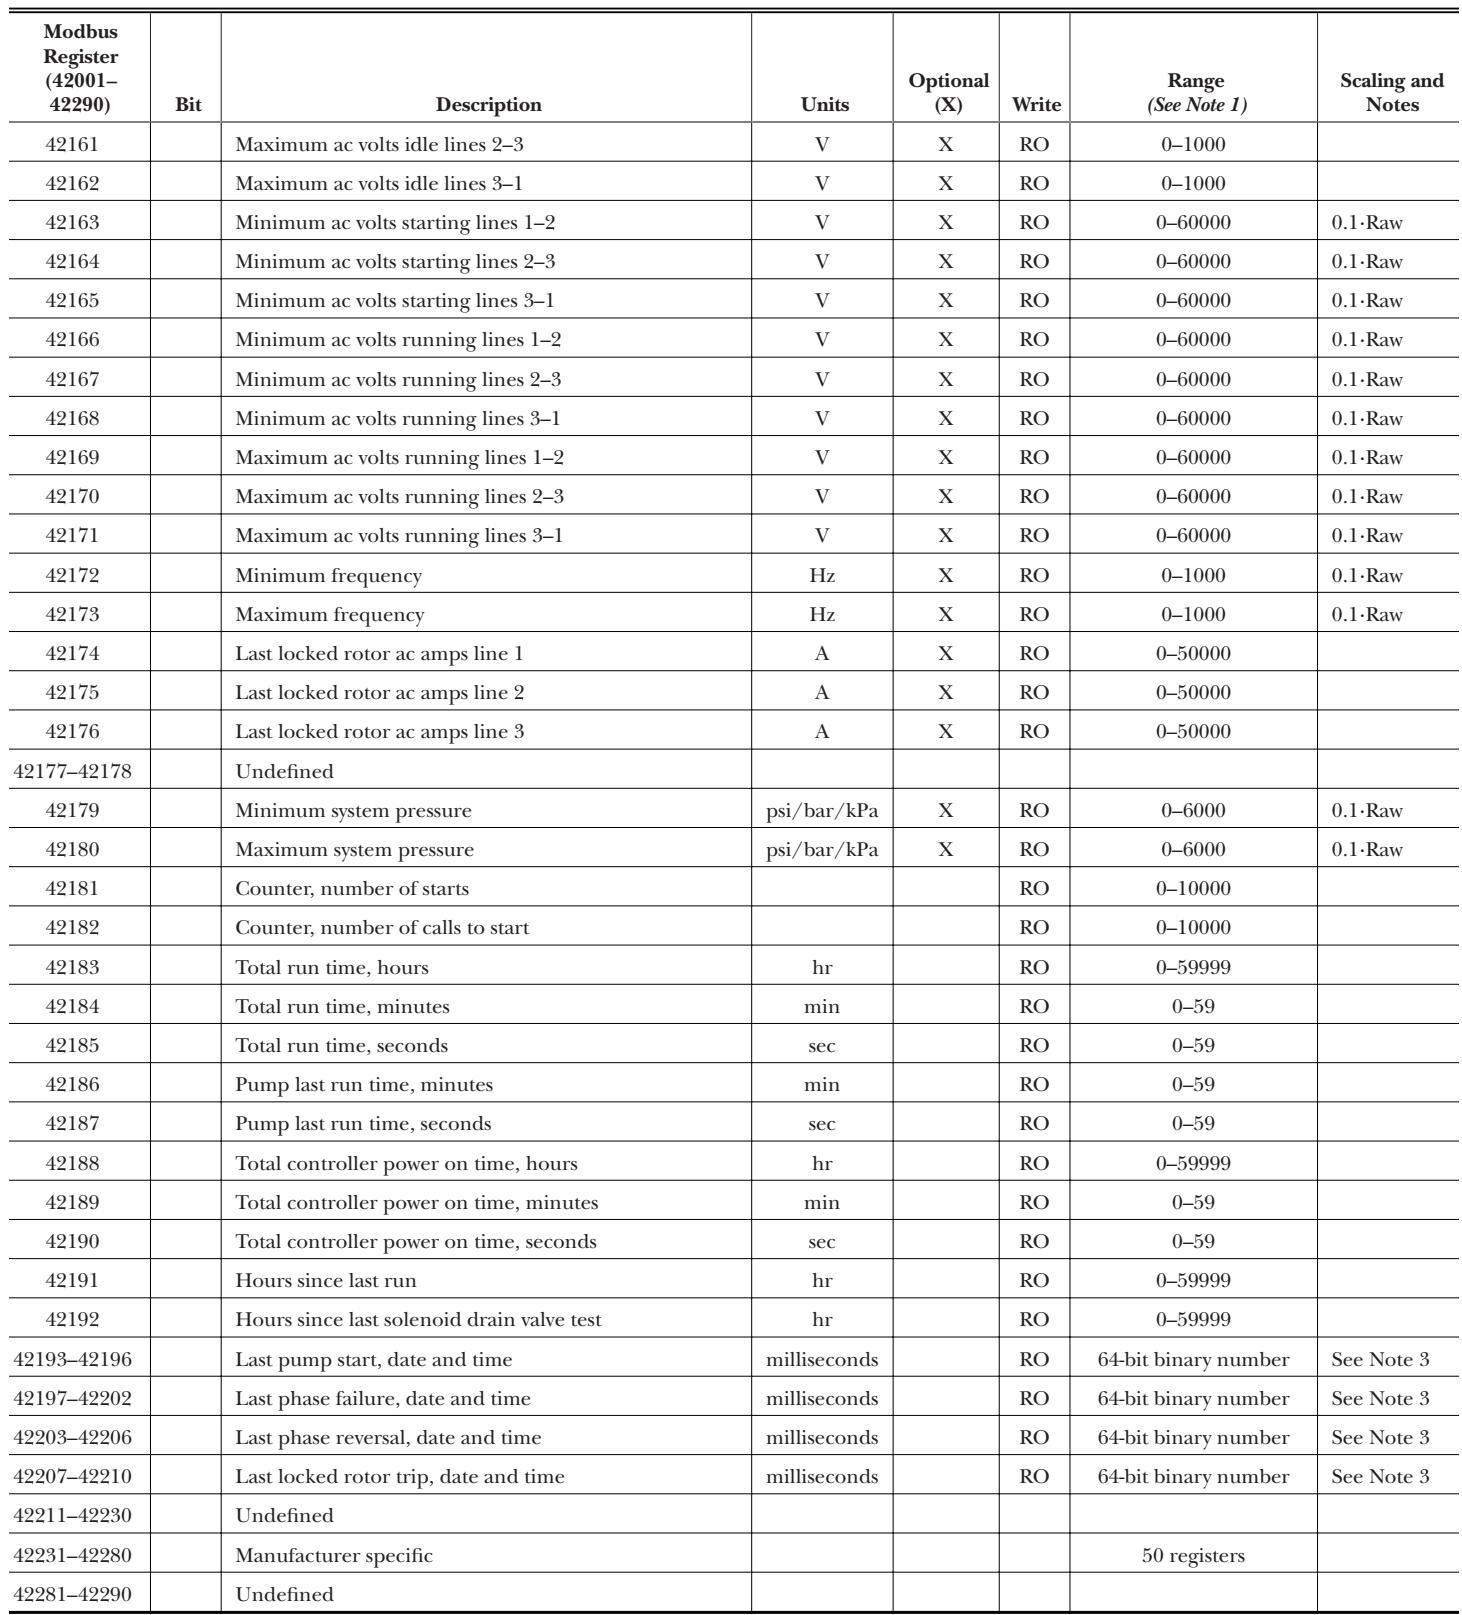 Modbus Register (42001–42290) Bit Description Units Optional (X) Write Range (See Note 1) Scaling and Notes
42161 Maximum ac volts idle lines 2–3 V X RO 0–1000
42162 Maximum ac volts idle lines 3–1 V X RO 0–1000
42163 Minimum ac volts starting lines 1–2 V X RO 0–60000 0.1·Raw
42164 Minimum ac volts starting lines 2–3 V X RO 0–60000 0.1·Raw
42165 Minimum ac volts starting lines 3–1 V X RO 0–60000 0.1·Raw
42166 Minimum ac volts running lines 1–2 V X RO 0–60000 0.1·Raw
42167 Minimum ac volts running lines 2–3 V X RO 0–60000 0.1·Raw
42168 Minimum ac volts running lines 3–1 V X RO 0–60000 0.1·Raw
42169 Maximum ac volts running lines 1–2 V X RO 0–60000 0.1·Raw
42170 Maximum ac volts running lines 2–3 V X RO 0–60000 0.1·Raw
42171 Maximum ac volts running lines 3–1 V X RO 0–60000 0.1·Raw
42172 Minimum frequency Hz X RO 0–1000 0.1·Raw
42173 Maximum frequency Hz X RO 0–1000 0.1·Raw
42174 Last locked rotor ac amps line 1 A X RO 0–50000
42175 Last locked rotor ac amps line 2 A X RO 0–50000
42176 Last locked rotor ac amps line 3 A X RO 0–50000
42177–42178 Undefined
42179 Minimum system pressure psi/bar/kPa X RO 0–6000 0.1·Raw
42180 Maximum system pressure psi/bar/kPa X RO 0–6000 0.1·Raw
42181 Counter, number of starts RO 0–10000
42182 Counter, number of calls to start RO 0–10000
42183 Total run time, hours hr RO 0–59999
42184 Total run time, minutes min RO 0–59
42185 Total run time, seconds sec RO 0–59
42186 Pump last run time, minutes min RO 0–59
42187 Pump last run time, seconds sec RO 0–59
42188 Total controller power on time, hours hr RO 0–59999
42189 Total controller power on time, minutes min RO 0–59
42190 Total controller power on time, seconds sec RO 0–59
42191 Hours since last run hr RO 0–59999
42192 Hours since last solenoid drain valve test hr RO 0–59999
42193–42196 Last pump start, date and time milliseconds RO 64-bit binary number See Note 3
42197–42202 Last phase failure, date and time milliseconds RO 64-bit binary number See Note 3
42203–42206 Last phase reversal, date and time milliseconds RO 64-bit binary number See Note 3
42207–42210 Last locked rotor trip, date and time milliseconds RO 64-bit binary number See Note 3
42211–42230 Undefined
42231–42280 Manufacturer specific 50 registers
42281–42290 Undefined